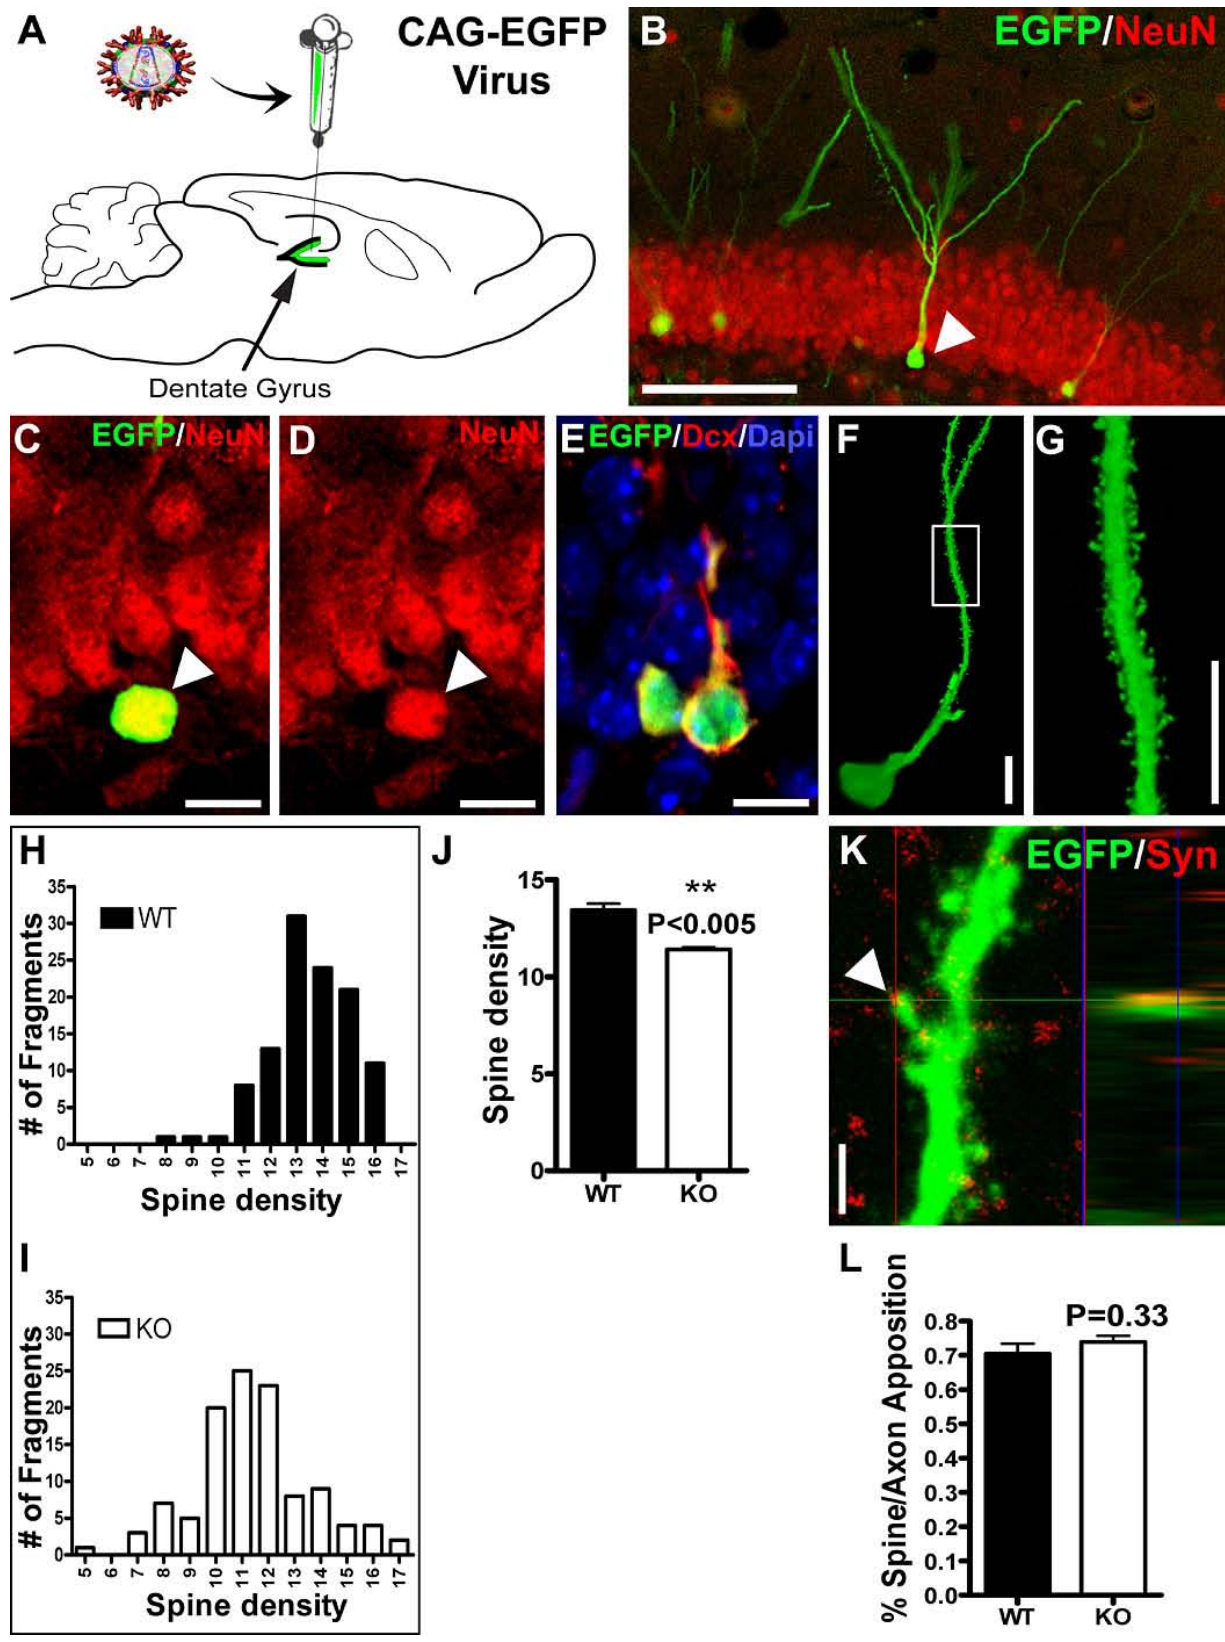 A
CAG-EGFP
Virus
Dentate Gyrus
B
EGFP/NeuN
C
EGFP/NeuN
D
NeuN
E
EGFP/Dcx/Dapi
F
G
H
# of Fragments
35
30
25
20
15
10
5
0
WT
5 6 7 8 9 10 11 12 13 14 15 16 17
Spine density
I
# of Fragments
35
30
25
20
15
10
5
0
KO
5 6 7 8 9 10 11 12 13 14 15 16 17
Spine density
J
Spine density
15
10
5
0
**
P<0.005
WT KO
K
EGFP/Syn
L
% Spine/Axon Apposition
0.8
0.7
0.6
0.5
0.4
0.3
0.2
0.1
0.0
P=0.33
WT KO